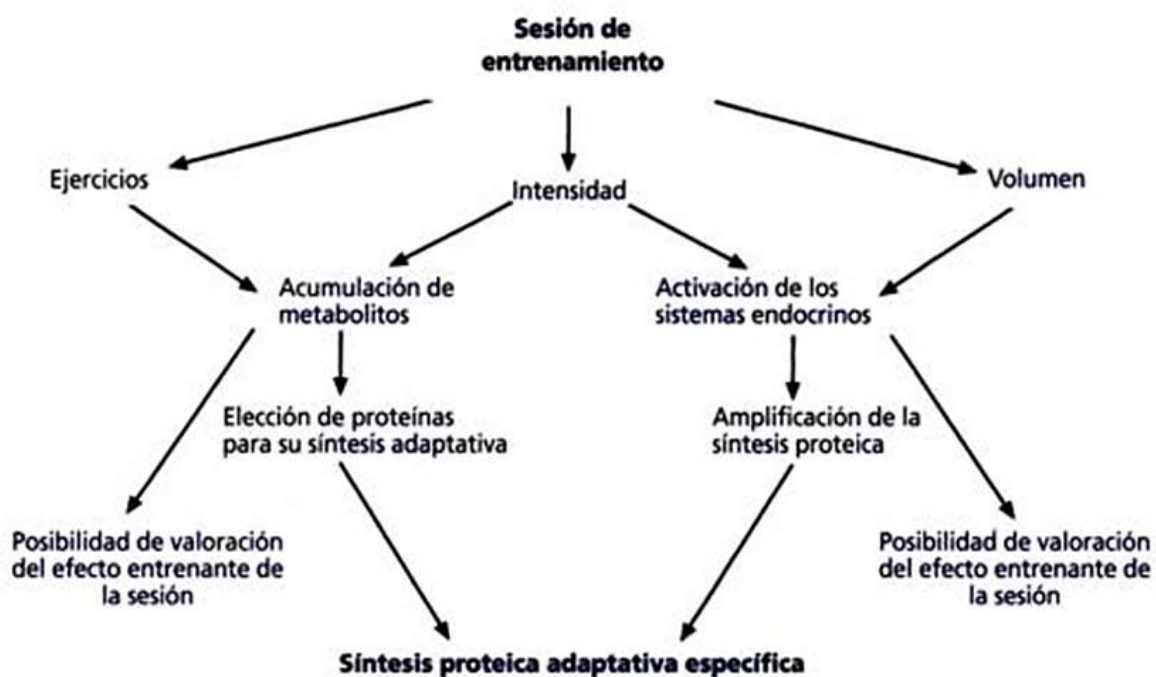 Sesión de
entrenamiento
Ejercicios
Intensidad
Volumen
Acumulación de
metabolitos
Activación de los
sistemas endocrinos
Elección de proteínas
para su síntesis adaptativa
Amplificación de la
síntesis proteica
Posibilidad de valoración
del efecto entrenante de
la sesión
Posibilidad de valoración
del efecto entrenante de
la sesión
Síntesis proteica adaptativa específica